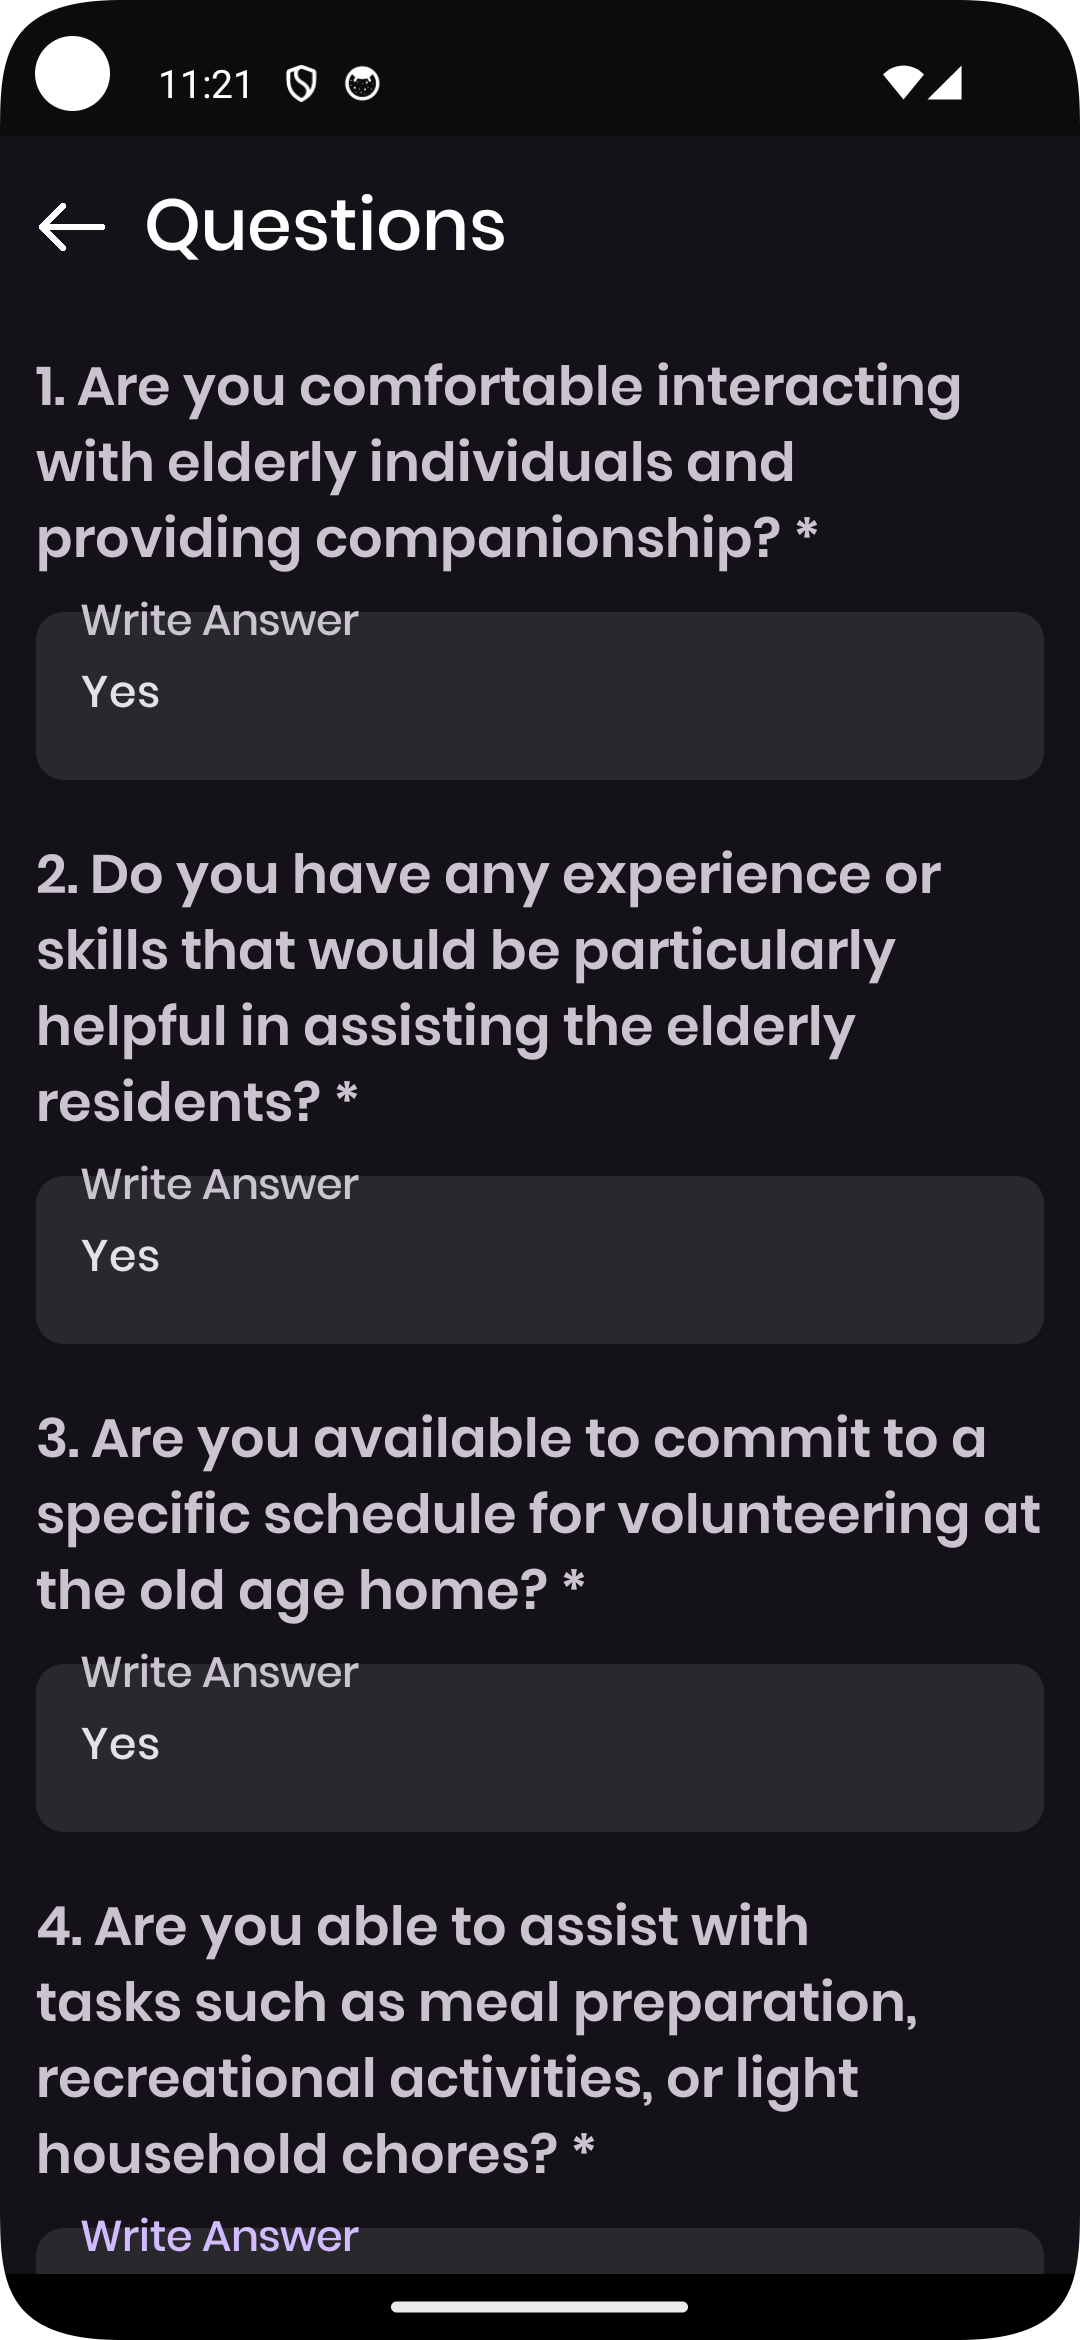 11:21
Questions
1. Are you comfortable interacting
with elderly individuals and
providing companionship? *
Write Answer
Yes
2. Do you have any experience or
skills that would be particularly
helpful in assisting the elderly
residents? *
Write Answer
Yes
3. Are you available to commit to a
specific schedule for volunteering at
the old age home? *
Write Answer
Yes
4. Are you able to assist with
tasks such as meal preparation,
recreational activities, or light
household chores? *
Write Answer